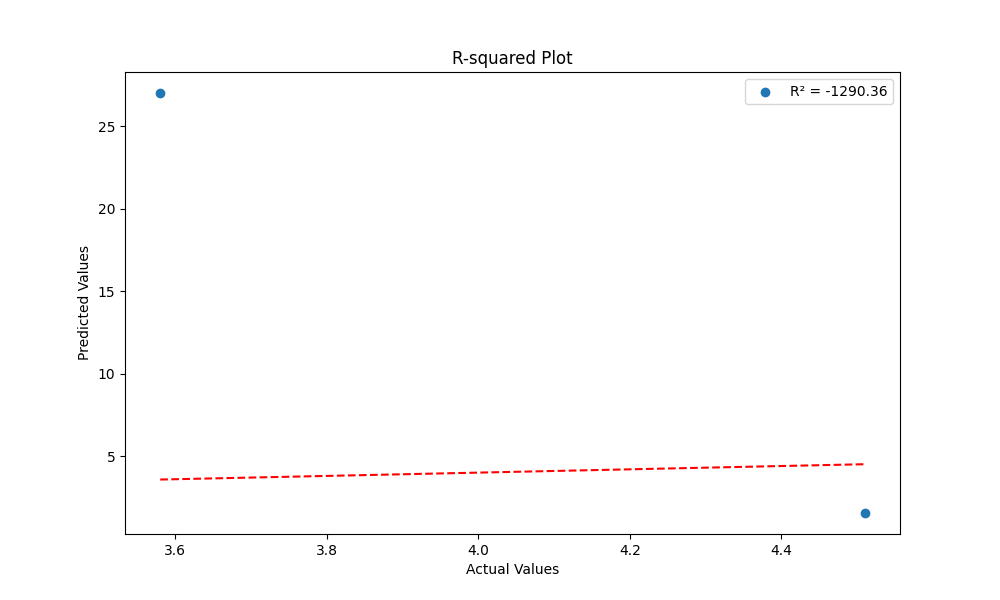 R-squared Plot
R² = -1290.36
25
20
15
10
5
Predicted Values
3.6
3.8
4.0
4.2
4.4
Actual Values